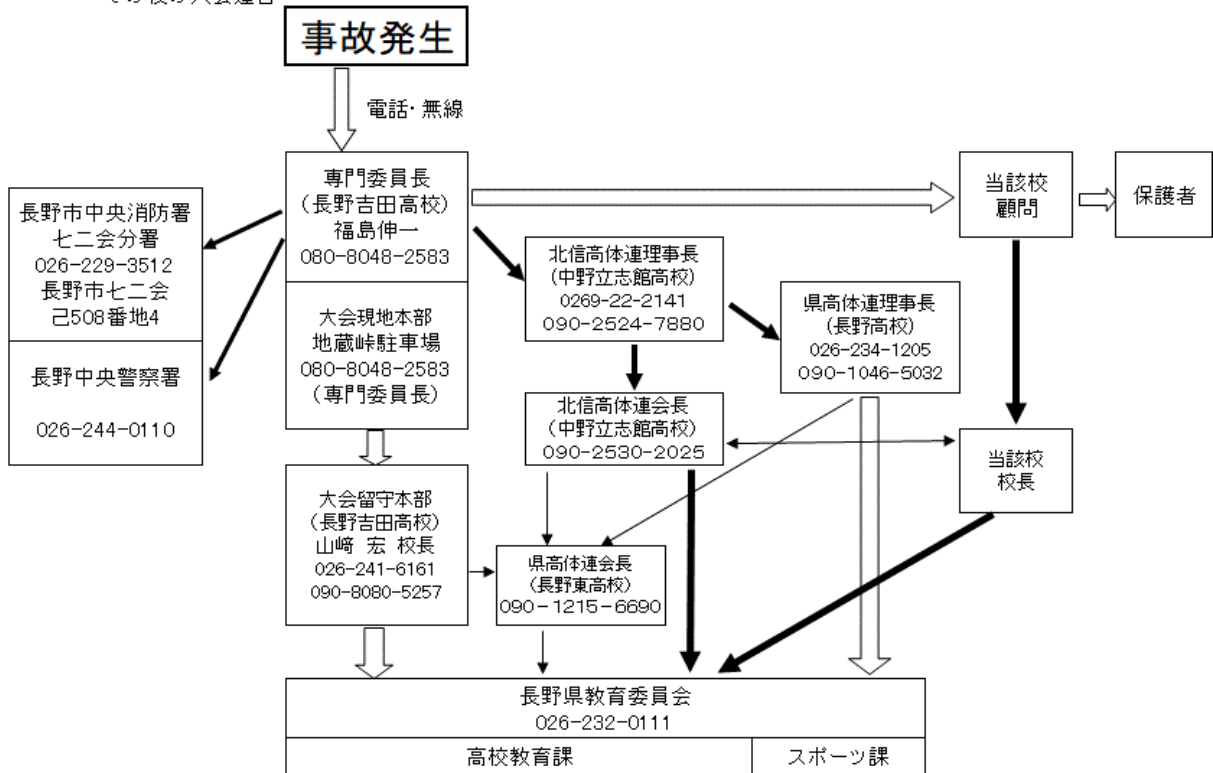 事故発生
電話・無線
専門委員長
(長野吉田高校)
福島伸一
080-8048-2583
大会現地本部
地蔵峠駐車場
080-8048-2583
(専門委員長)
大会留守本部
(長野吉田高校)
山﨑 宏 校長
026-241-6161
090-8080-5257
長野市中央消防署
七二会分署
026-229-3512
長野市七二会
己508番地4
長野中央警察署
026-244-0110
北信高体連理事長
(中野立志館高校)
0269-22-2141
090-2524-7880
北信高体連会長
(中野立志館高校)
090-2530-2025
県高体連会長
(長野東高校)
090-1215-6690
県高体連理事長
(長野高校)
026-234-1205
090-1046-5032
当該校
顧問
保護者
当該校
校長
長野県教育委員会
026-232-0111
高校教育課
スポーツ課